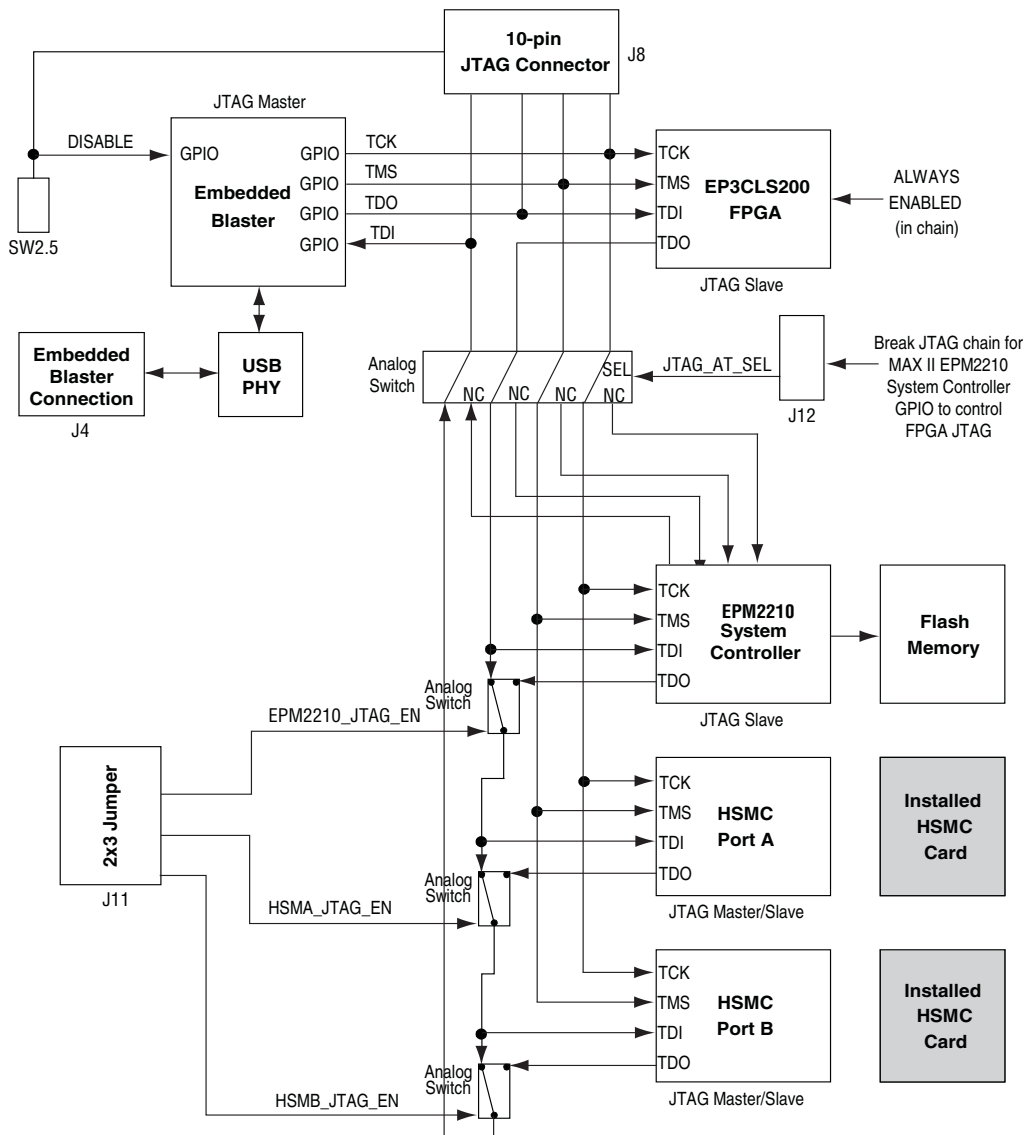 10-pin
JTAG Connector
J8
JTAG Master
DISABLE
GPIO
GPIO
TCK
GPIO
TMS
GPIO
TDO
GPIO
TDI
Embedded
Blaster
SW2.5
TCK
TMS
TDI
TDO
EP3CLS200
FPGA
JTAG Slave
ALWAYS
ENABLED
(in chain)
Embedded
Blaster
Connection
J4
USB
PHY
Analog
Switch
NC
NC
NC
SEL
NC
JTAG_AT_SEL
J12
Break JTAG chain for
MAX II EPM2210
System Controller
GPIO to control
FPGA JTAG
TCK
TMS
TDI
TDO
EPM2210
System
Controller
JTAG Slave
Flash
Memory
Analog
Switch
EPM2210_JTAG_EN
2x3 Jumper
J11
TCK
TMS
TDI
TDO
HSMC
Port A
JTAG Master/Slave
Installed
HSMC
Card
Analog
Switch
HSMA_JTAG_EN
TCK
TMS
TDI
TDO
HSMC
Port B
JTAG Master/Slave
Installed
HSMC
Card
Analog
Switch
HSMB_JTAG_EN